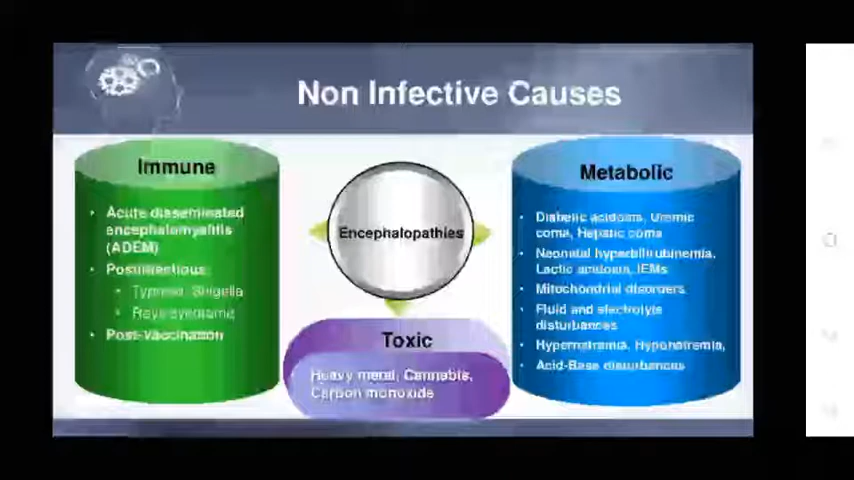 Non Infective Causes
Immune
• Acute disseminated
encephalomyelitis
(ADEM)
• Postinfectious
• Typhoid, Shigella
• Reye syndrome
• Post-vaccination
Encephalopathies
Toxic
Heavy metal, Cannabis,
Carbon monoxide
Metabolic
• Diabetic acidosis, Uremic
coma, Hepatic coma
• Neonatal hyperbilirubinemia,
Lactic acidosis, IEMs
• Mitochondrial disorders
• Fluid and electrolyte
disturbances
• Hypernatremia, Hyponatremia,
• Acid-Base disturbances